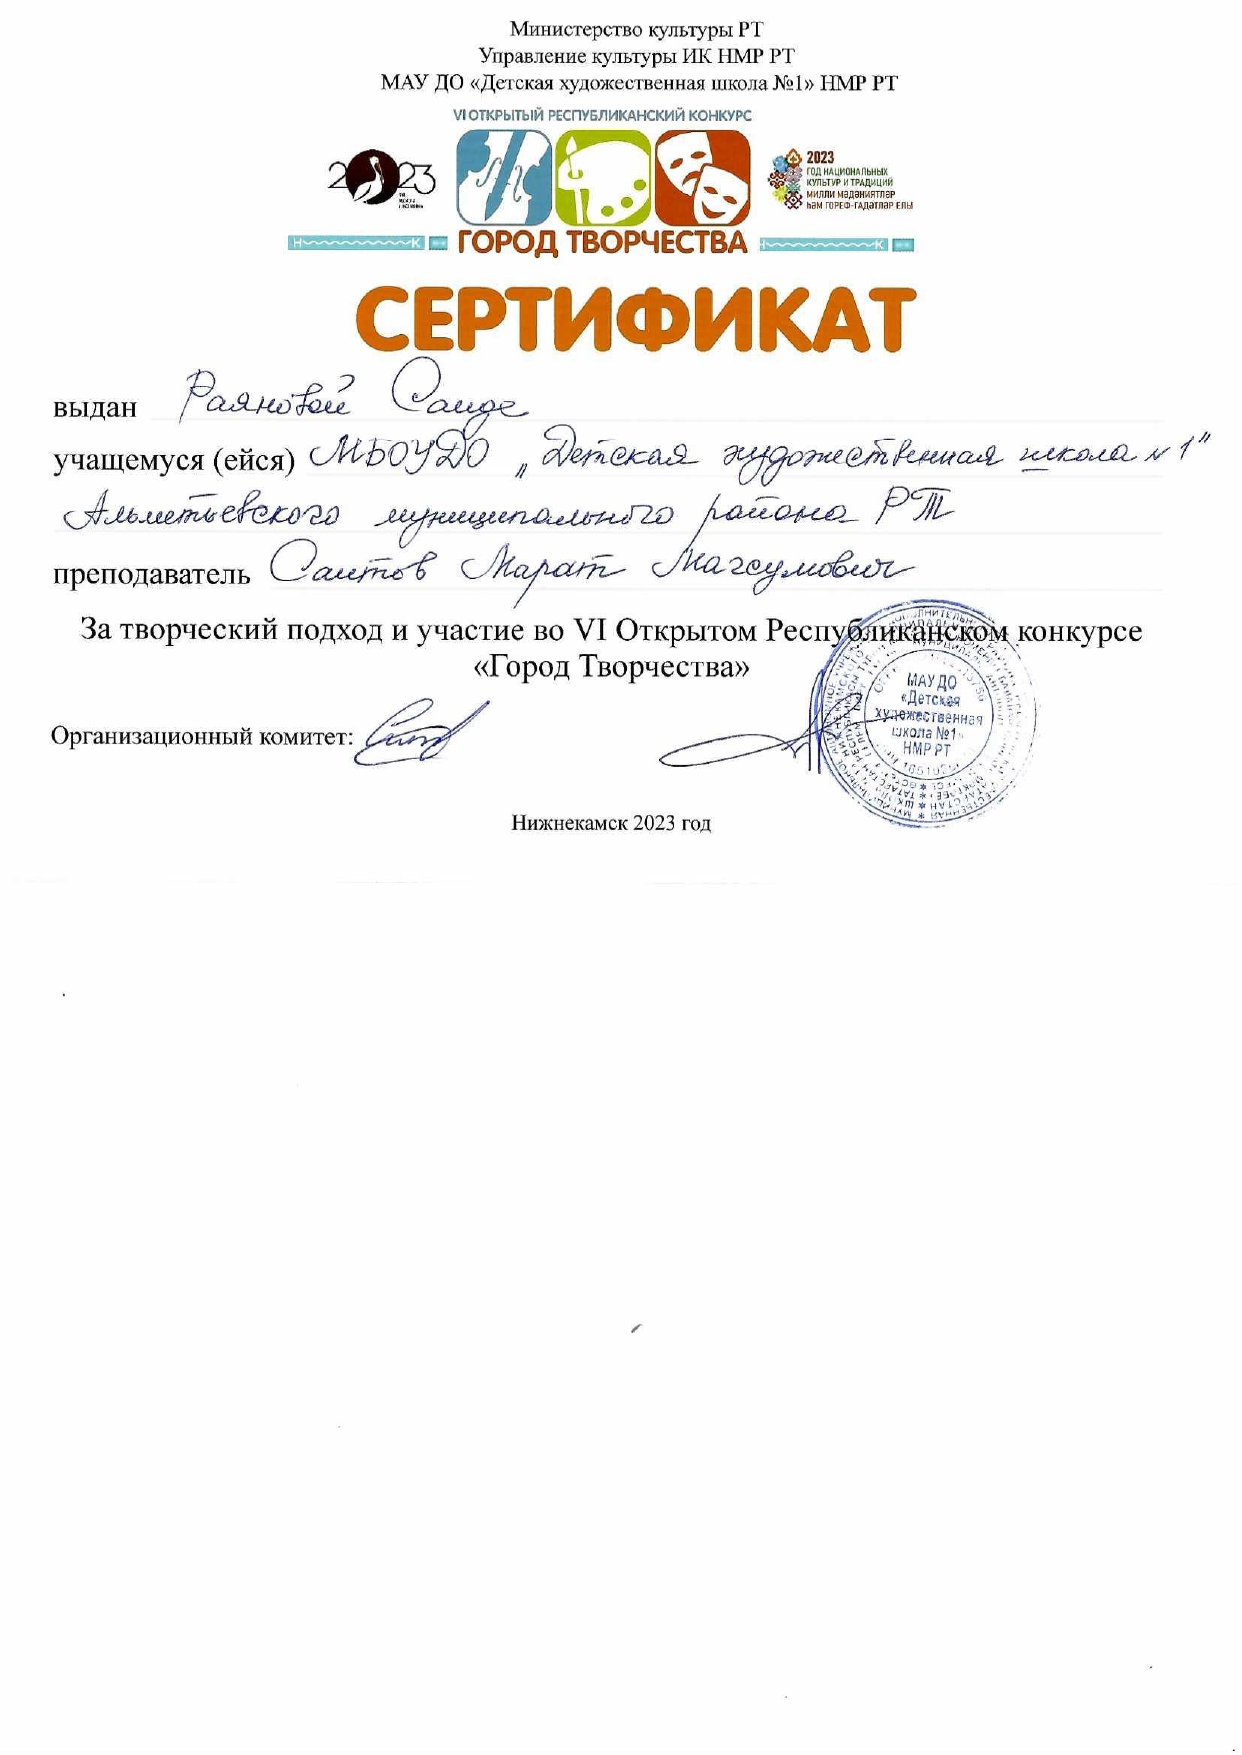 Министерство культуры РТ
Управление культуры ИК НМР РТ
МАУ ДО «Детская художественная школа №1» НМР РТ
VI ОТКРЫТЫЙ РЕСПУБЛИКАНСКИЙ КОНКУРС
2023
2023
ГОД НАЦИОНАЛЬНЫХ
КУЛЬТУР И ТРАДИЦИЙ
МИЛЛИ МӘДӘНИЯТЛӘР
ҺӘМ ГОРЕФ-ГАДӘТЛӘР ЕЛЫ
ГОРОД ТВОРЧЕСТВА
СЕРТИФИКАТ
выдан Раяновой Саиде
учащемуся (ейся) МБОУДО „Детская художественная школа № 1"
Альметьевского муниципального района РТ
преподаватель Саитов Марат Магсумович
За творческий подход и участие во VI Открытом Республиканском конкурсе
«Город Творчества»
МАУ ДО
«Детская
художественная
школа №1»
НМР РТ
Организационный комитет:
Нижнекамск 2023 год